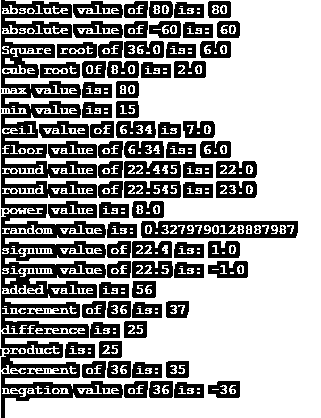 absolute value of 80 is: 80
absolute value of -60 is: 60
Square root of 36.0 is: 6.0
cube root 0f 8.0 is: 2.0
max value is: 80
min value is: 15
ceil value of 6.34 is 7.0
floor value of 6.34 is: 6.0
round value of 22.445 is: 22.0
round value of 22.545 is: 23.0
power value is: 8.0
random value is: 0.3279790128887987
signum value of 22.4 is: 1.0
signum value of 22.5 is: -1.0
added value is: 56
increment of 36 is: 37
difference is: 25
product is: 25
decrement of 36 is: 35
negation value of 36 is: -36